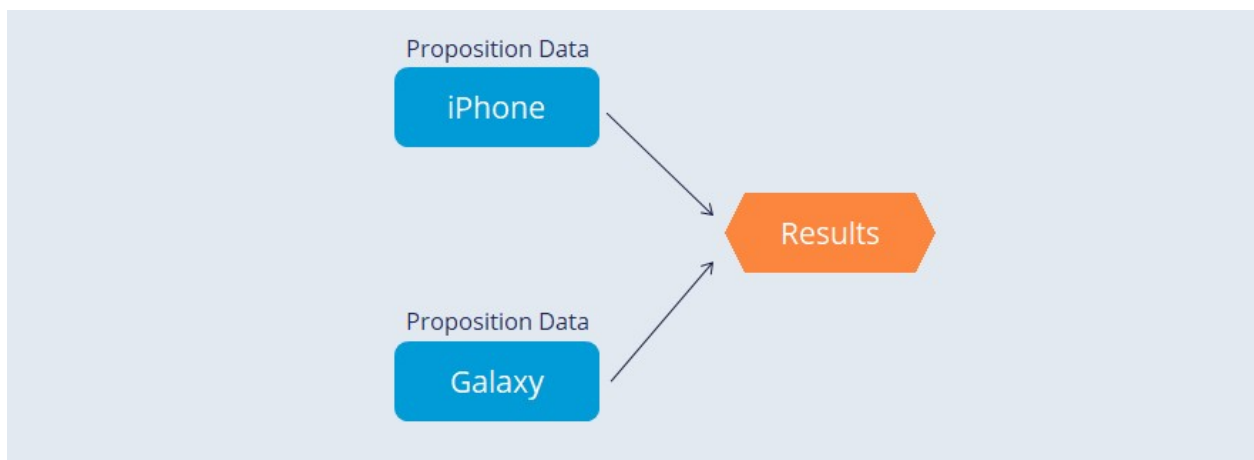 Proposition Data
iPhone
Results
Proposition Data
Galaxy